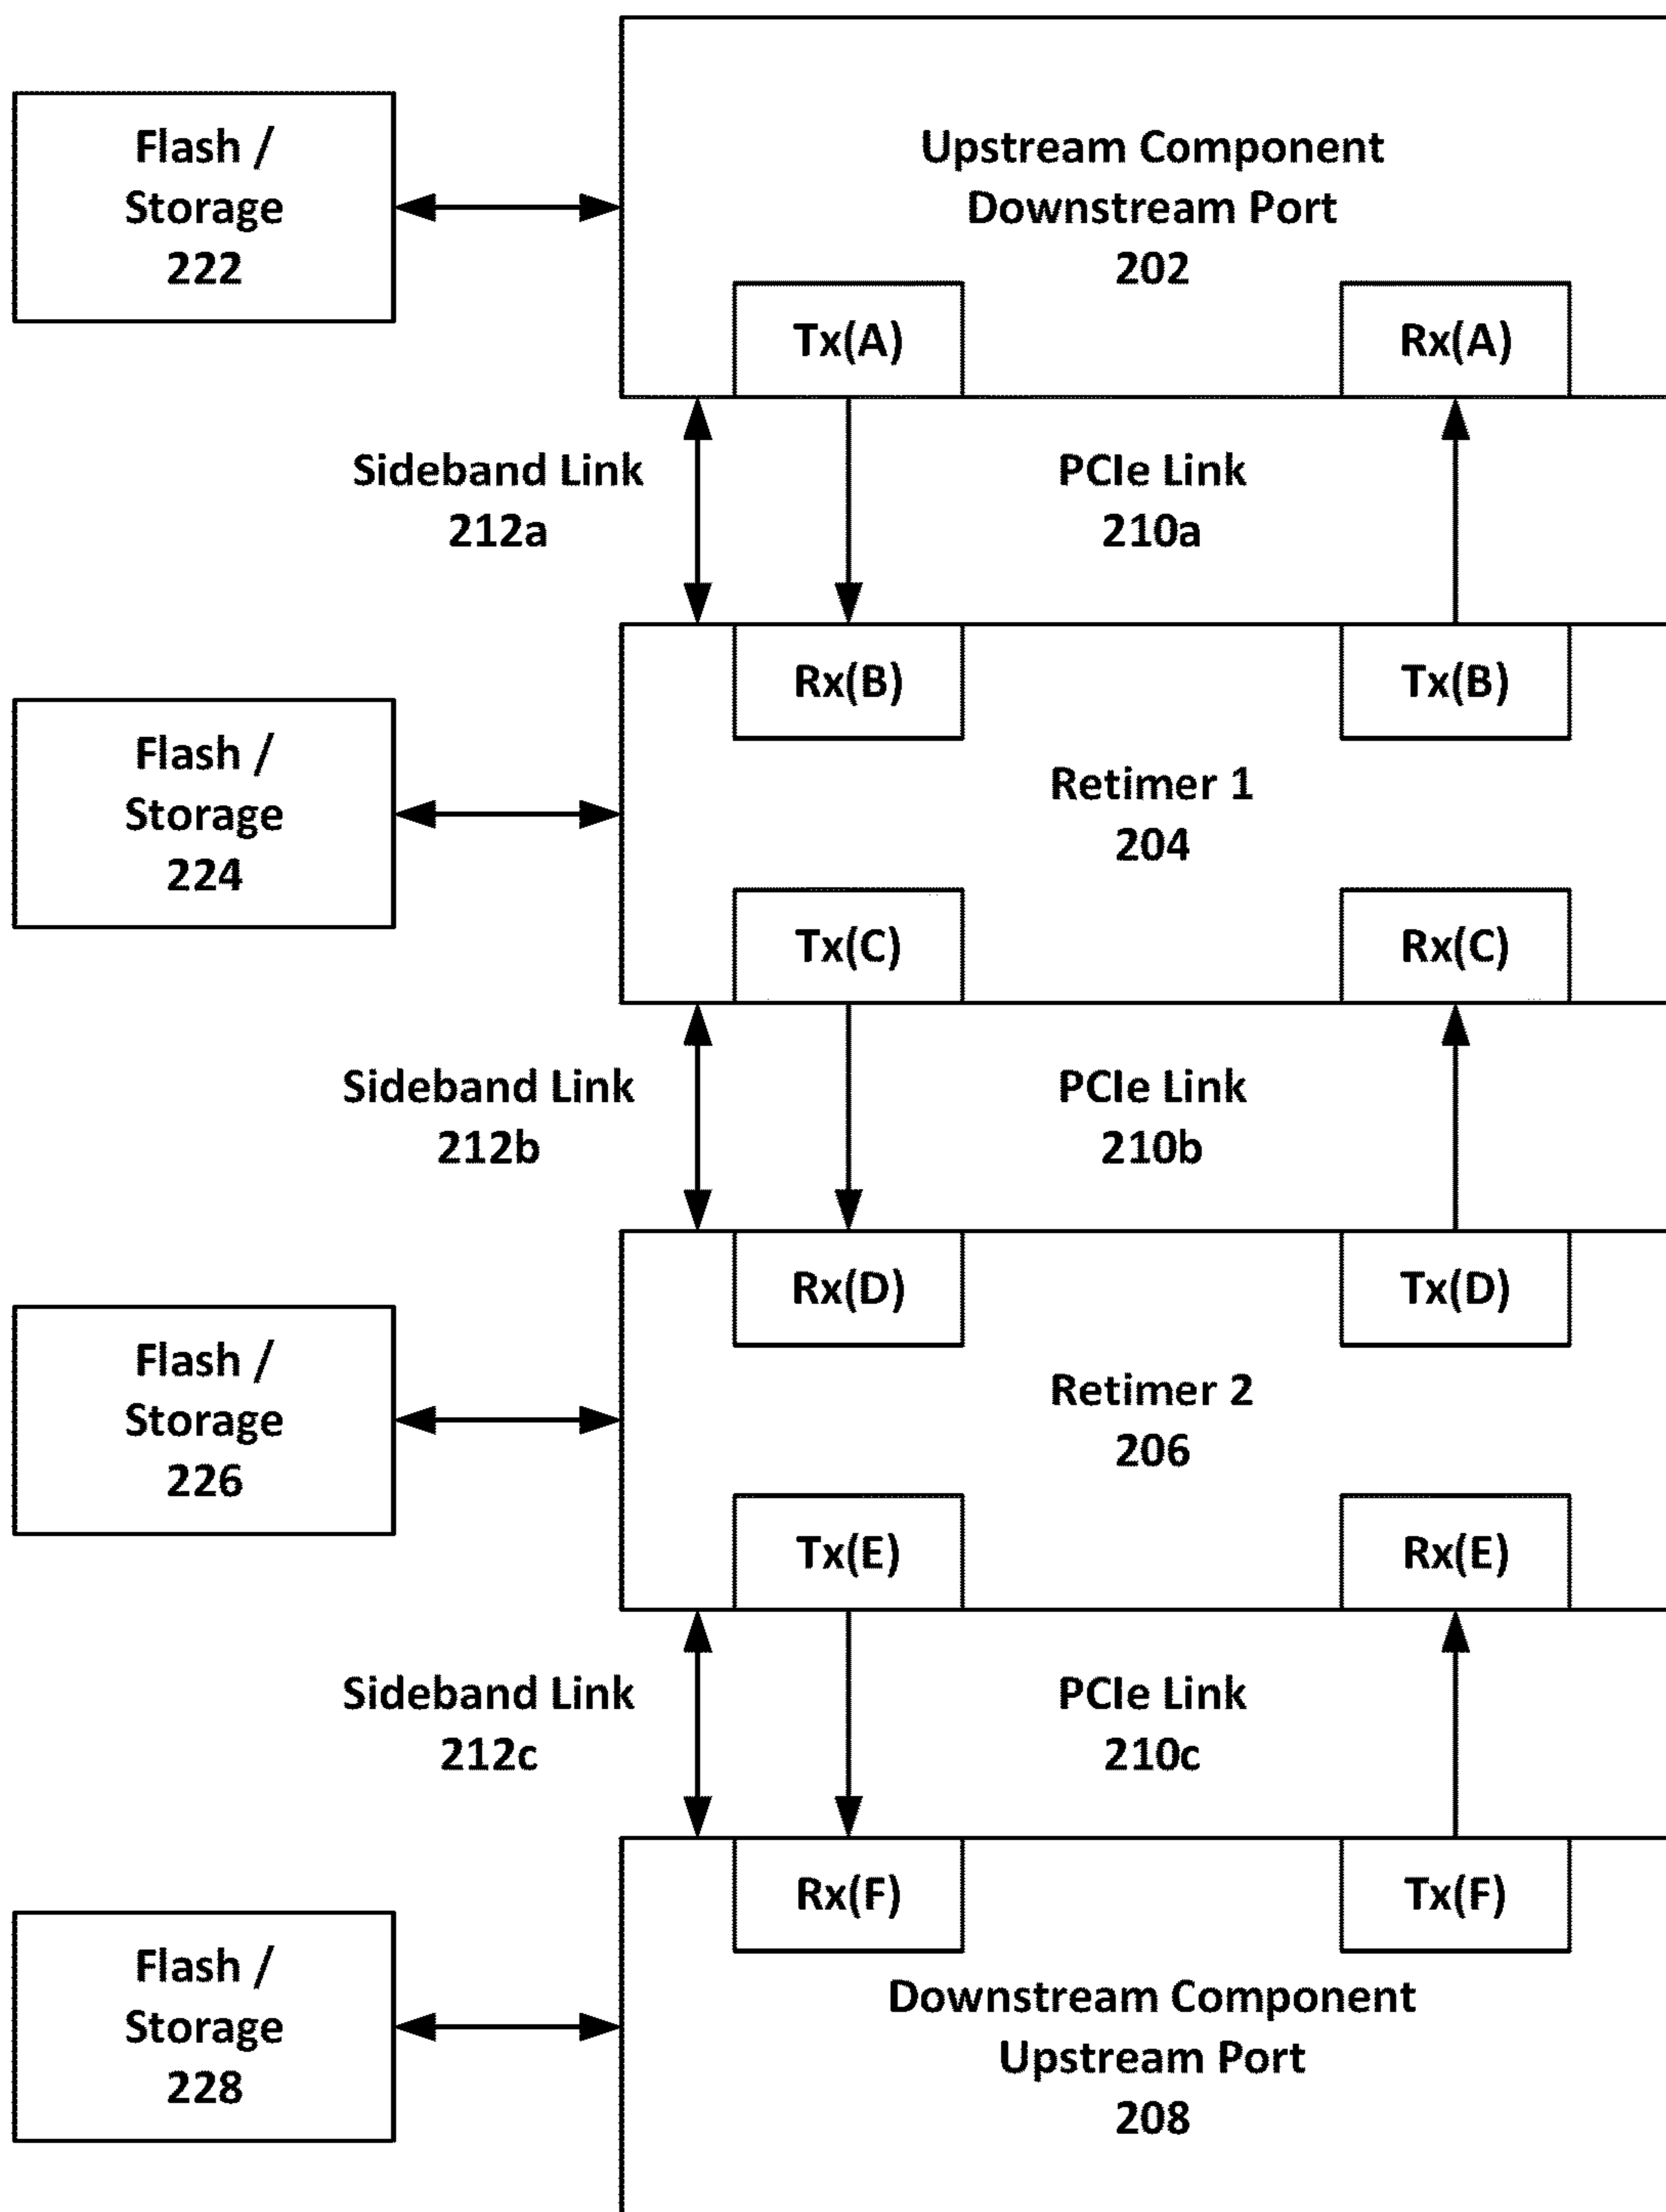 Flash /
Storage
222
Upstream Component
Downstream Port
202
Tx(A)
Rx(A)
Sideband Link
212a
PCIe Link
210a
Rx(B)
Tx(B)
Flash /
Storage
224
Retimer 1
204
Tx(C)
Rx(C)
Sideband Link
212b
PCIe Link
210b
Rx(D)
Tx(D)
Flash /
Storage
226
Retimer 2
206
Tx(E)
Rx(E)
Sideband Link
212c
PCIe Link
210c
Rx(F)
Tx(F)
Flash /
Storage
228
Downstream Component
Upstream Port
208